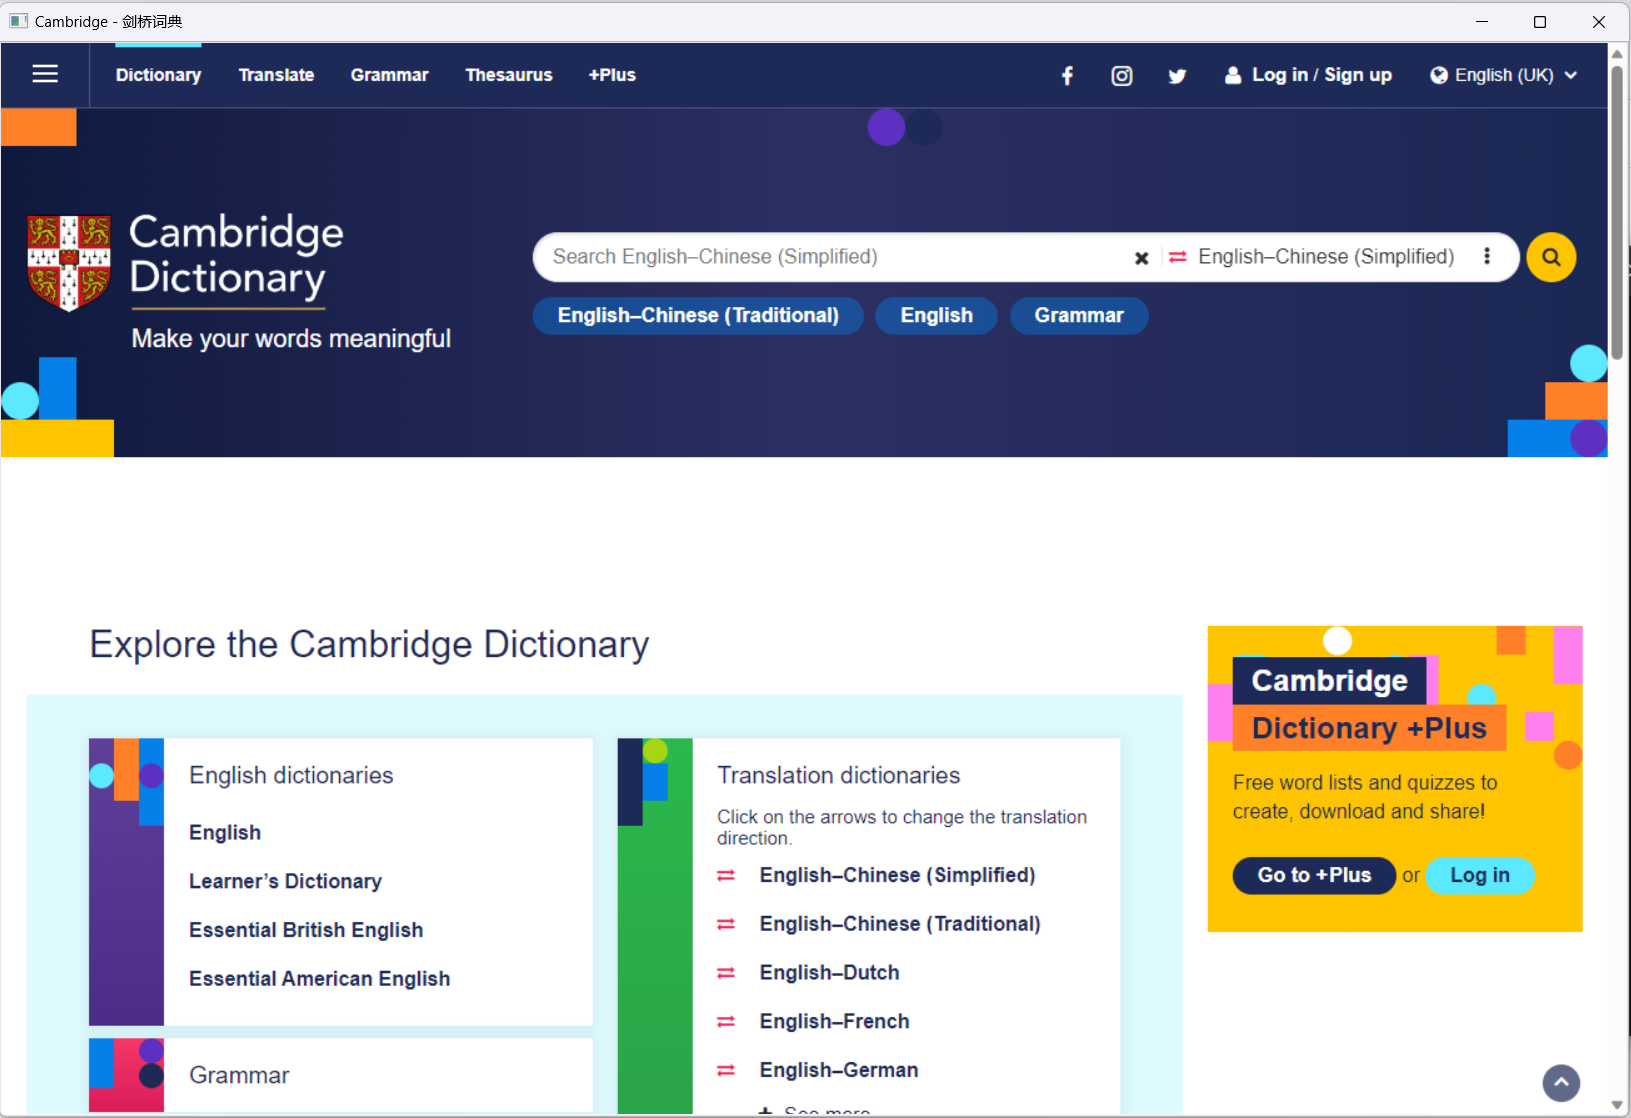 Cambridge - 剑桥词典
Dictionary Translate Grammar Thesaurus +Plus Log in / Sign up English (UK)
Cambridge
Dictionary
Make your words meaningful
Search English–Chinese (Simplified) English–Chinese (Simplified)
English–Chinese (Traditional) English Grammar
Explore the Cambridge Dictionary
English dictionaries
English
Learner’s Dictionary
Essential British English
Essential American English
Grammar
Translation dictionaries
Click on the arrows to change the translation
direction.
English–Chinese (Simplified)
English–Chinese (Traditional)
English–Dutch
English–French
English–German
See more
Cambridge
Dictionary +Plus
Free word lists and quizzes to
create, download and share!
Go to +Plus or Log in